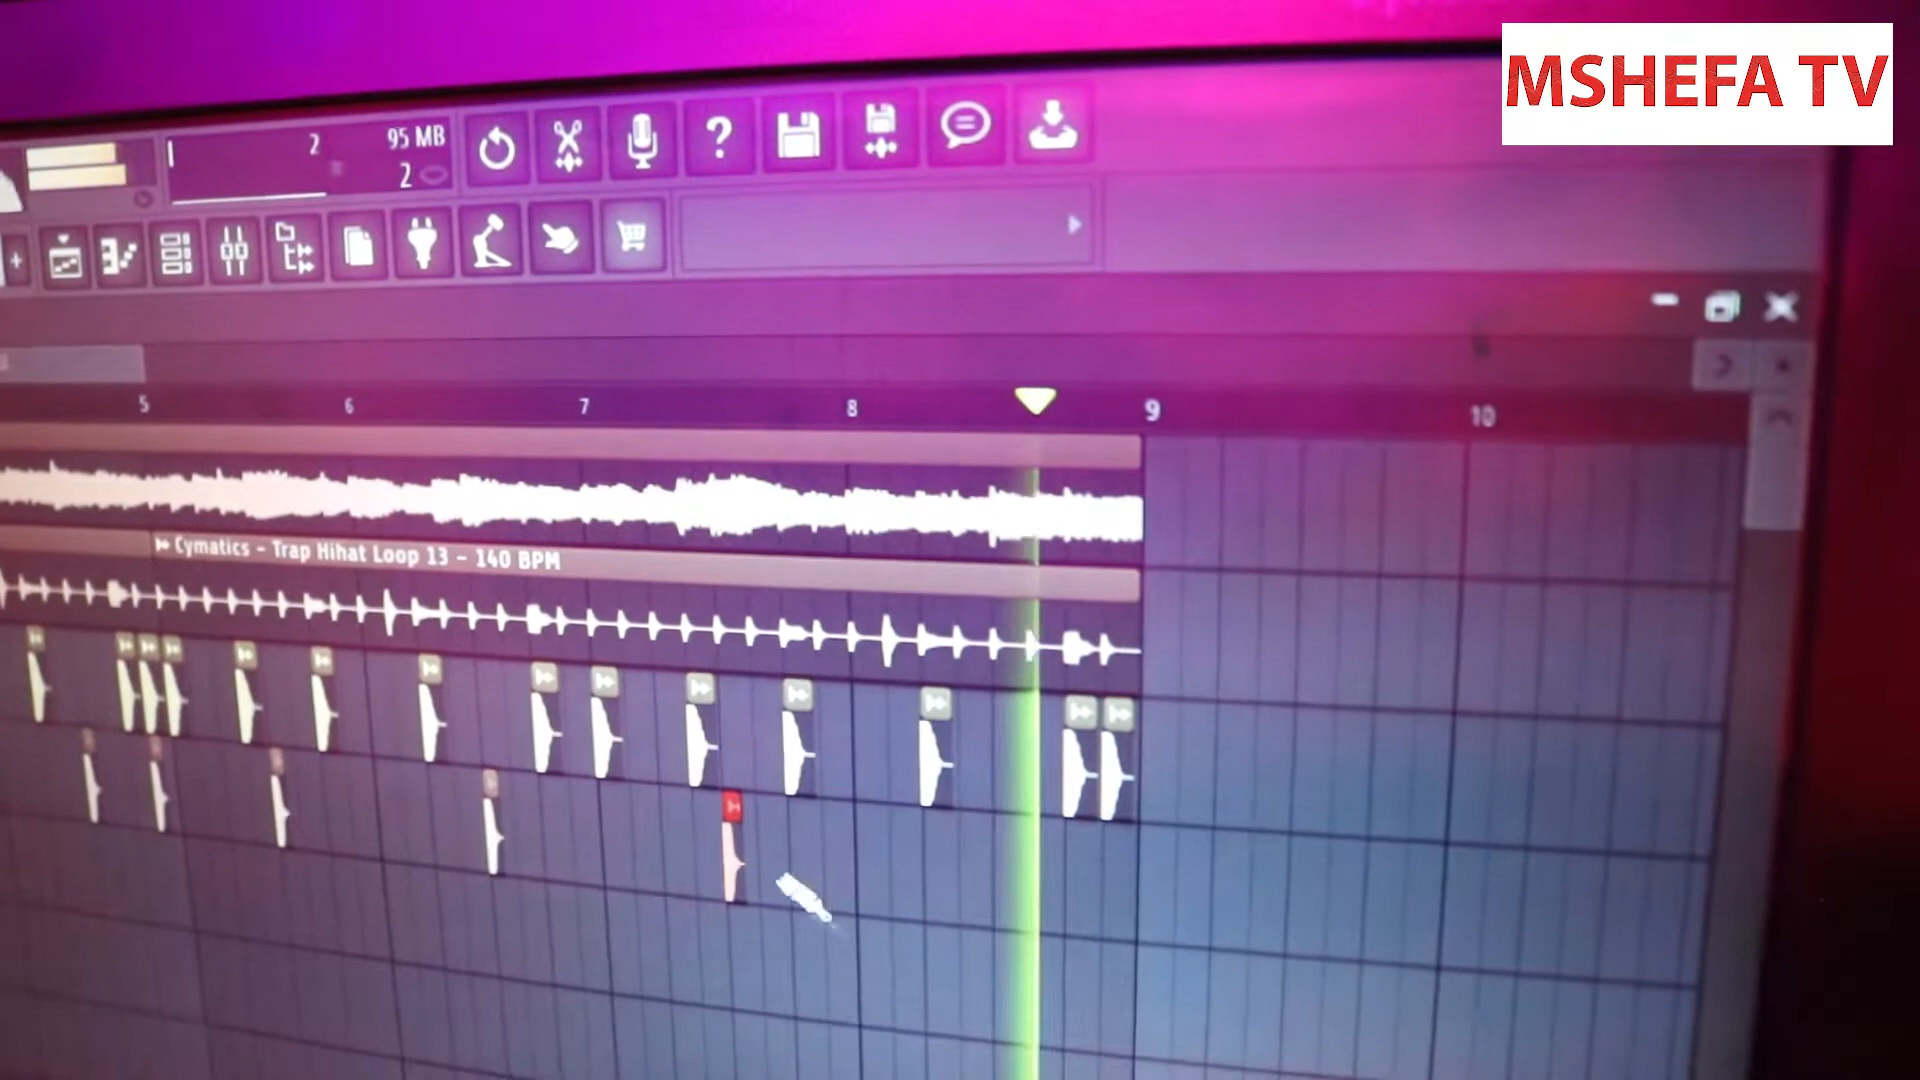 MSHEFA TV
2
95 MB
2
5 6 7 8 9 10
Cymatics - Trap Hihat Loop 13 - 140 BPM